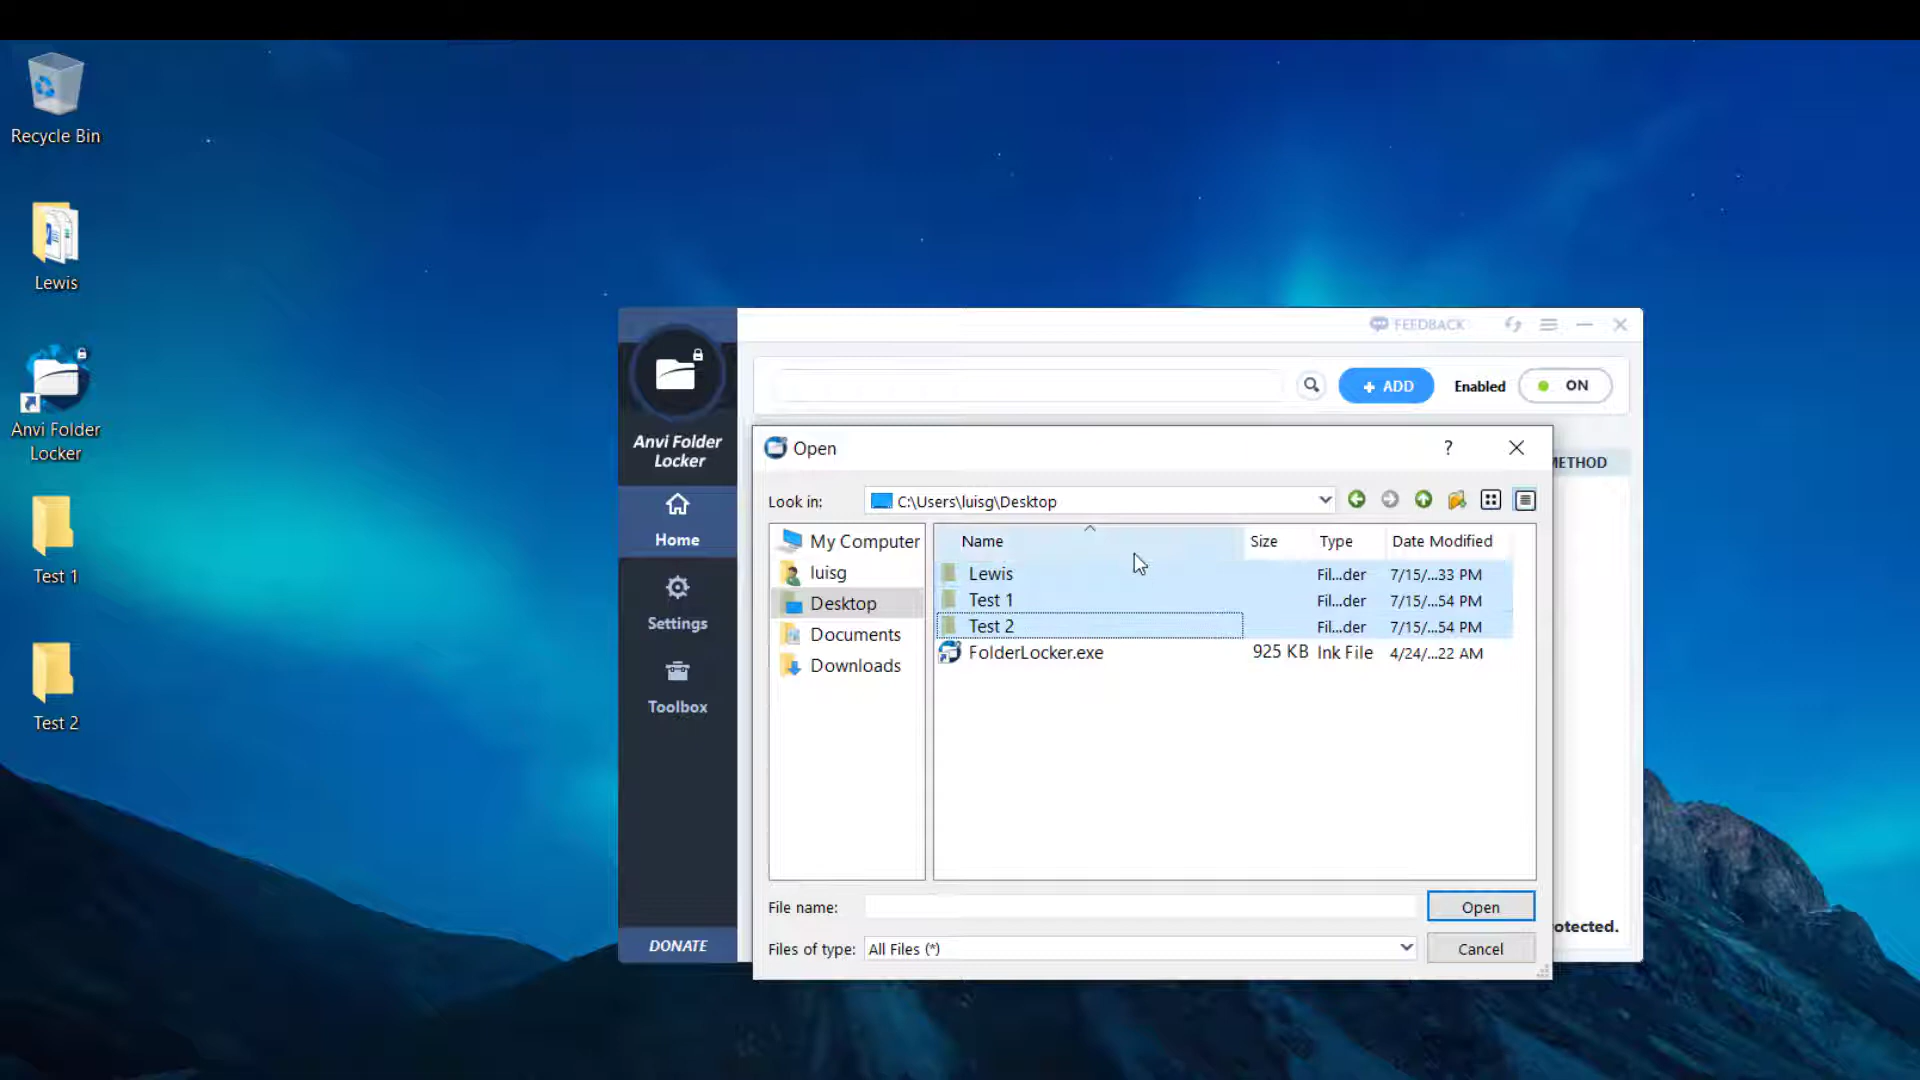 Recycle Bin
Lewis
Anvi Folder
Locker
Test 1
Test 2
FEEDBACK
ADD
Enabled
ON
Anvi Folder
Locker
METHOD
Home
Settings
Toolbox
DONATE
otected.
Open
?
Look in:
C:\Users\luisg\Desktop
My Computer
luisg
Desktop
Documents
Downloads
Name
Size
Type
Date Modified
Lewis
Fil...der
7/15/...33 PM
Test 1
Fil...der
7/15/...54 PM
Test 2
Fil...der
7/15/...54 PM
FolderLocker.exe
925 KB
lnk File
4/24/...22 AM
File name:
Open
Files of type:
All Files (*)
Cancel